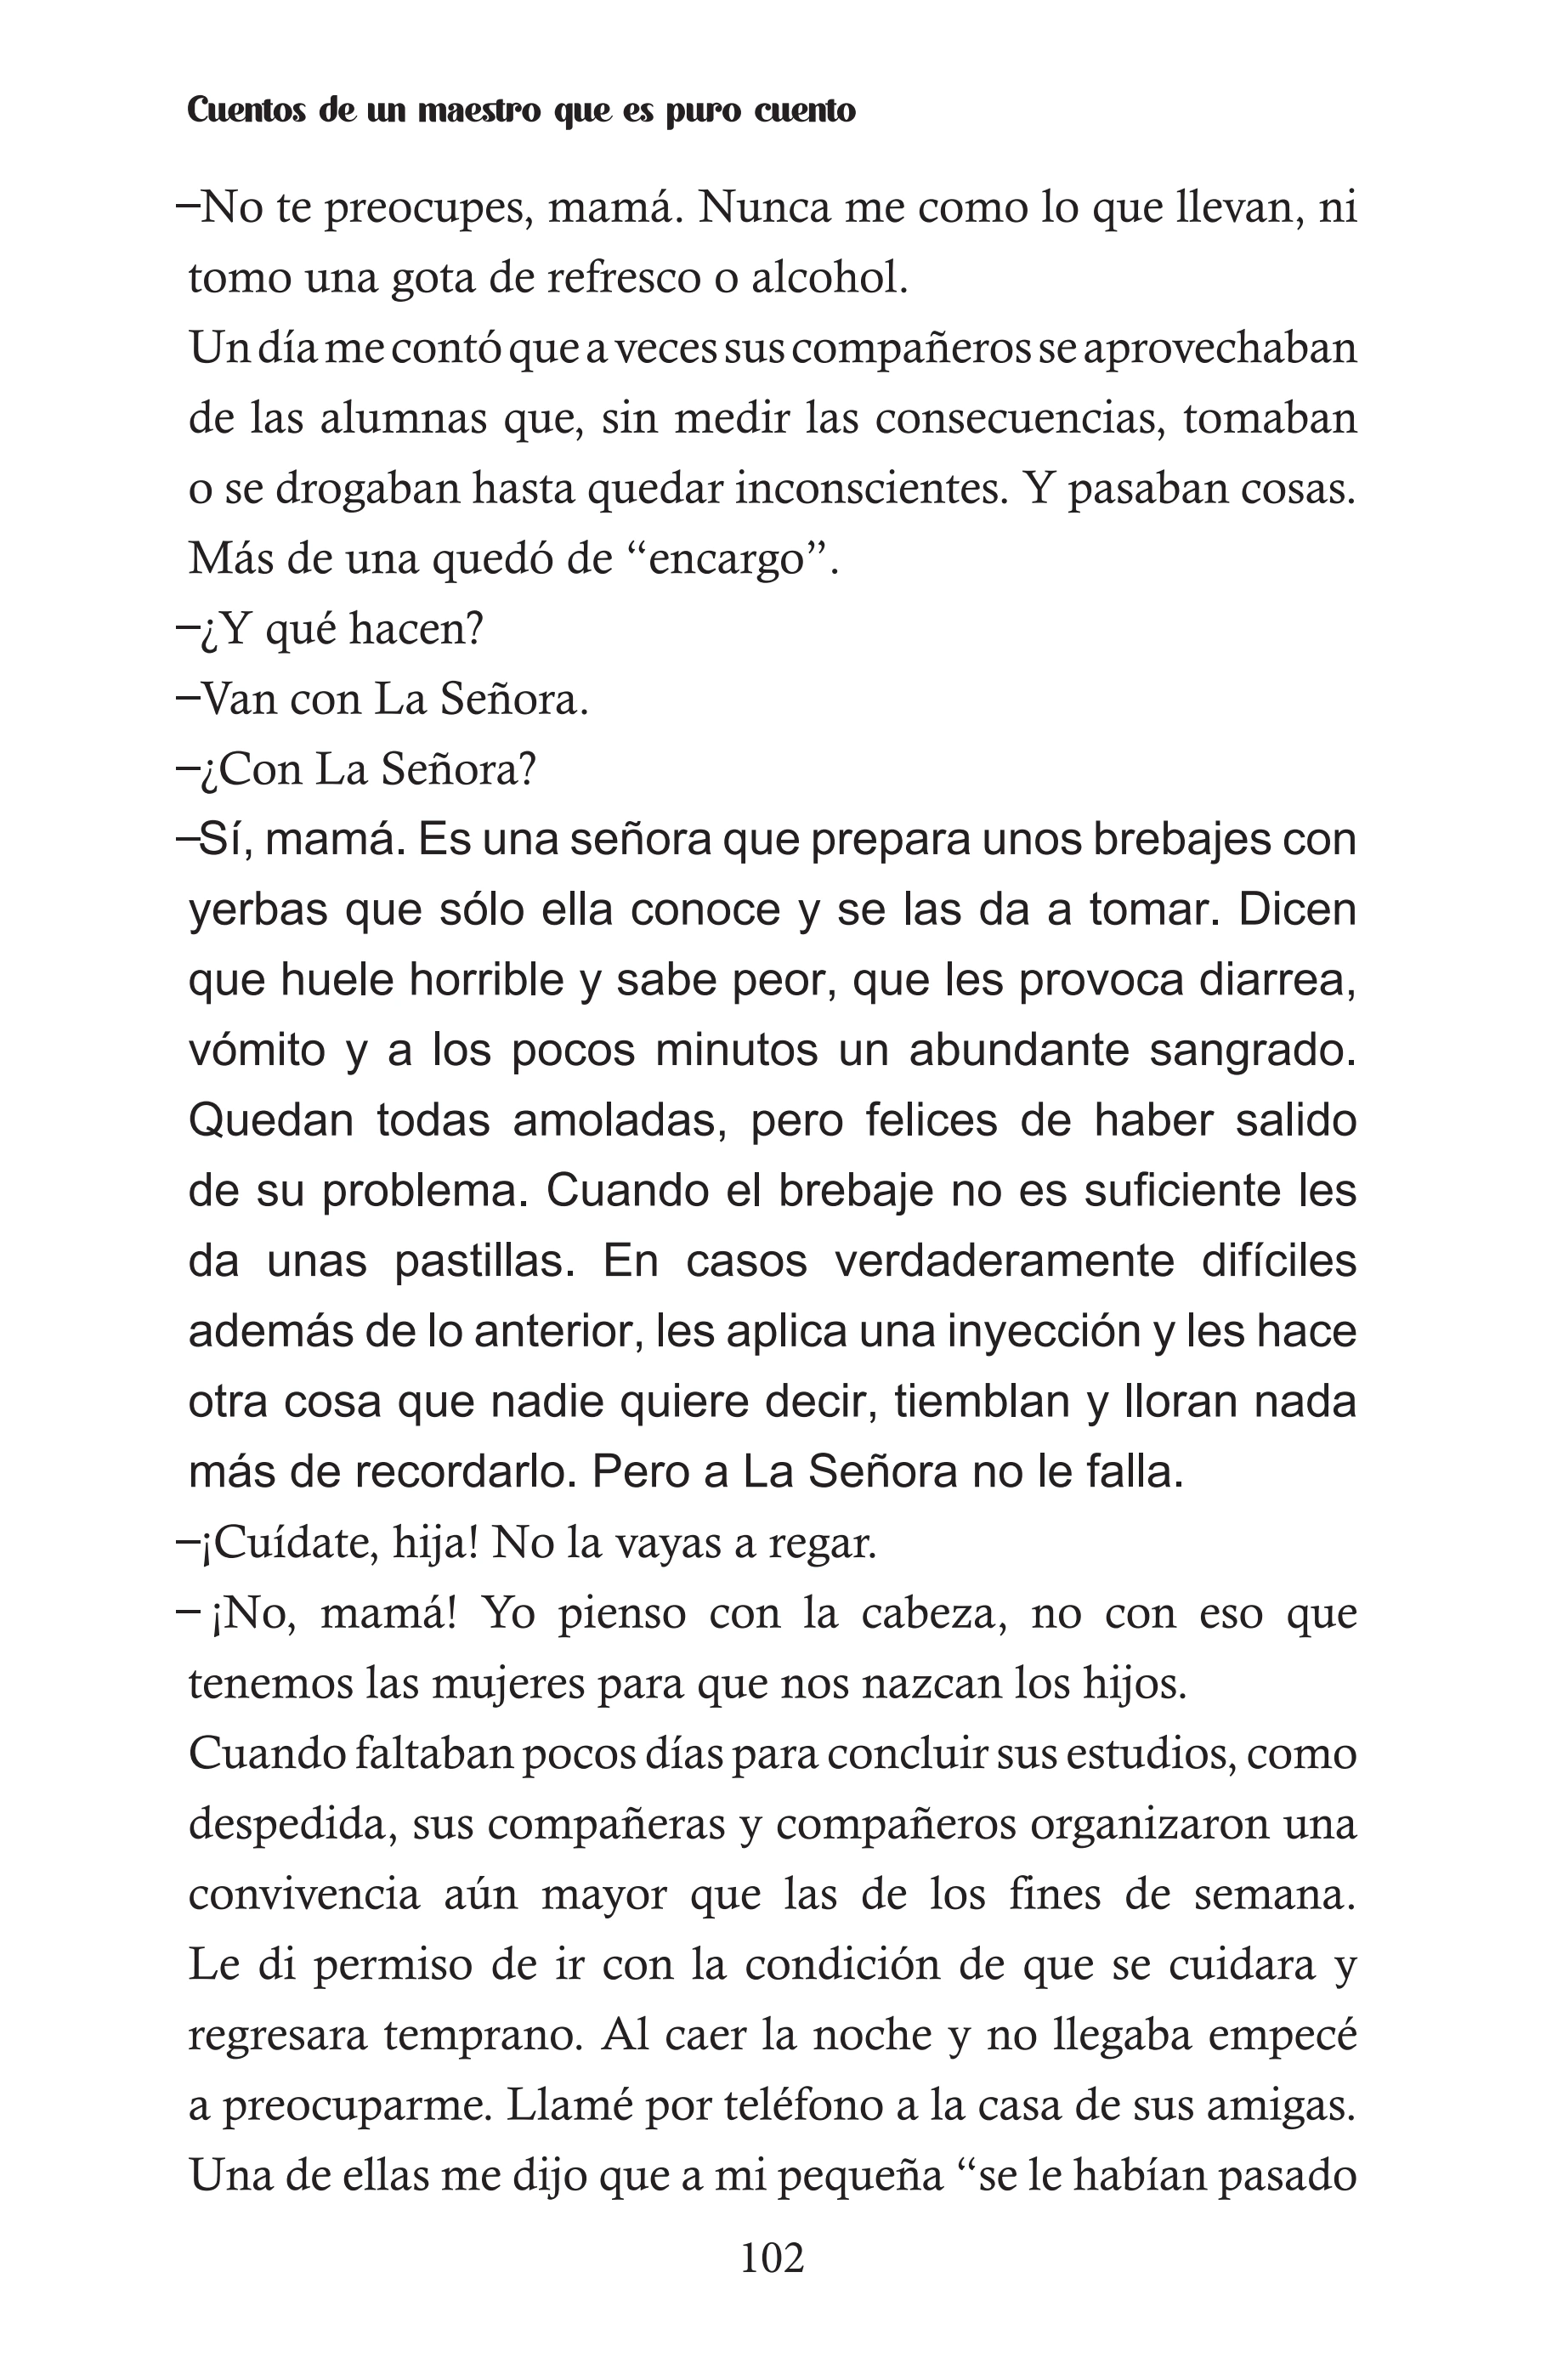 Cuentos de un maestro que es puro cuento
–No te preocupes, mamá. Nunca me como lo que llevan, ni
tomo una gota de refresco o alcohol.
Un día me contó que a veces sus compañeros se aprovechaban
de las alumnas que, sin medir las consecuencias, tomaban
o se drogaban hasta quedar inconscientes. Y pasaban cosas.
Más de una quedó de “encargo”.
–¿Y qué hacen?
–Van con La Señora.
–¿Con La Señora?
–Sí, mamá. Es una señora que prepara unos brebajes con
yerbas que sólo ella conoce y se las da a tomar. Dicen
que huele horrible y sabe peor, que les provoca diarrea,
vómito y a los pocos minutos un abundante sangrado.
Quedan todas amoladas, pero felices de haber salido
de su problema. Cuando el brebaje no es suficiente les
da unas pastillas. En casos verdaderamente difíciles
además de lo anterior, les aplica una inyección y les hace
otra cosa que nadie quiere decir, tiemblan y lloran nada
más de recordarlo. Pero a La Señora no le falla.
–¡Cuídate, hija! No la vayas a regar.
– ¡No, mamá! Yo pienso con la cabeza, no con eso que
tenemos las mujeres para que nos nazcan los hijos.
Cuando faltaban pocos días para concluir sus estudios, como
despedida, sus compañeras y compañeros organizaron una
convivencia aún mayor que las de los fines de semana.
Le di permiso de ir con la condición de que se cuidara y
regresara temprano. Al caer la noche y no llegaba empecé
a preocuparme. Llamé por teléfono a la casa de sus amigas.
Una de ellas me dijo que a mi pequeña “se le habían pasado
102